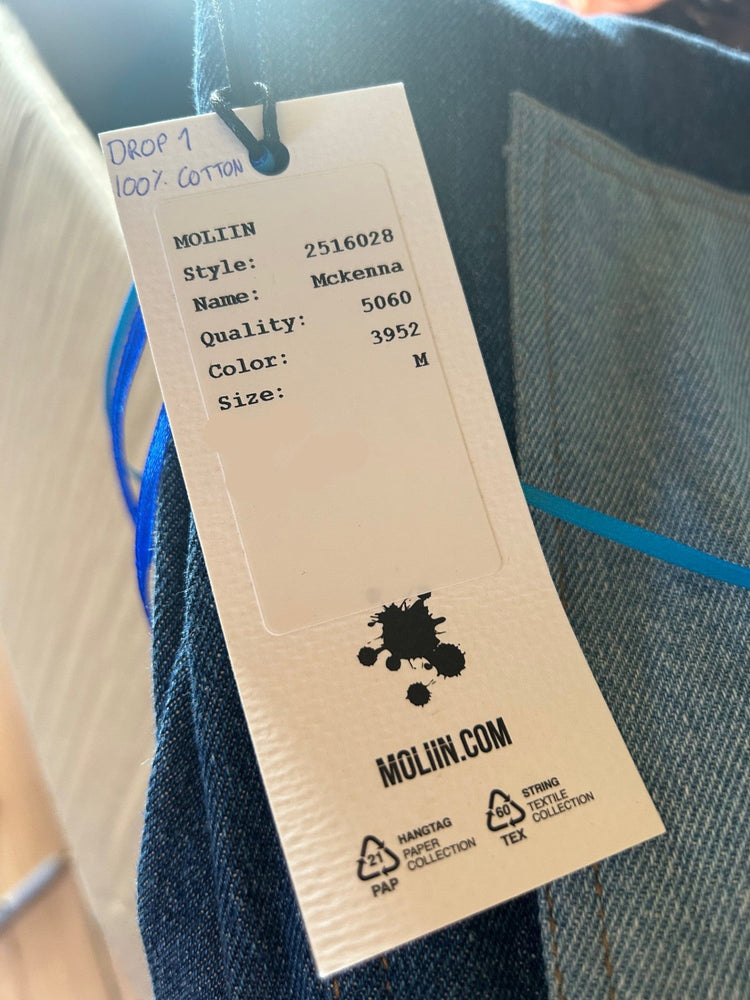 DROP 1
100% COTTON
MOLIIN
Style: 2516028
Name: Mckenna
Quality: 5060
Color: 3952
Size: M
MOLIIN.COM
21
PAP
HANGTAG
PAPER
COLLECTION
60
TEX
STRING
TEXTILE
COLLECTION